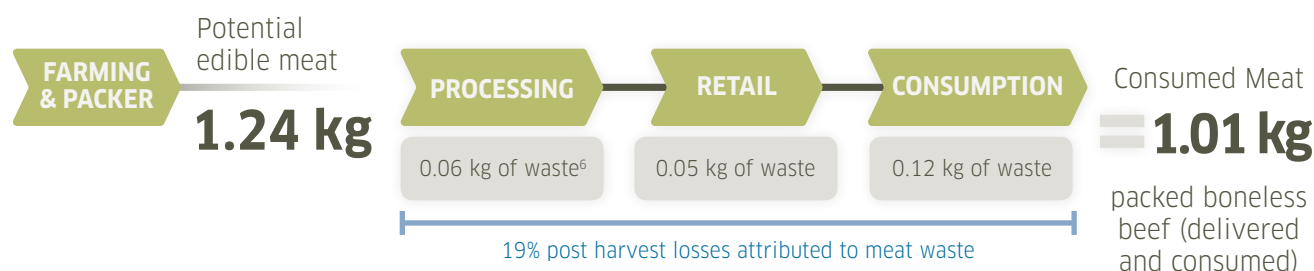 FARMING
& PACKER
Potential
edible meat
1.24 kg
PROCESSING
0.06 kg of waste⁶
RETAIL
0.05 kg of waste
CONSUMPTION
0.12 kg of waste
19% post harvest losses attributed to meat waste
Consumed Meat
= 1.01 kg
packed boneless
beef (delivered
and consumed)